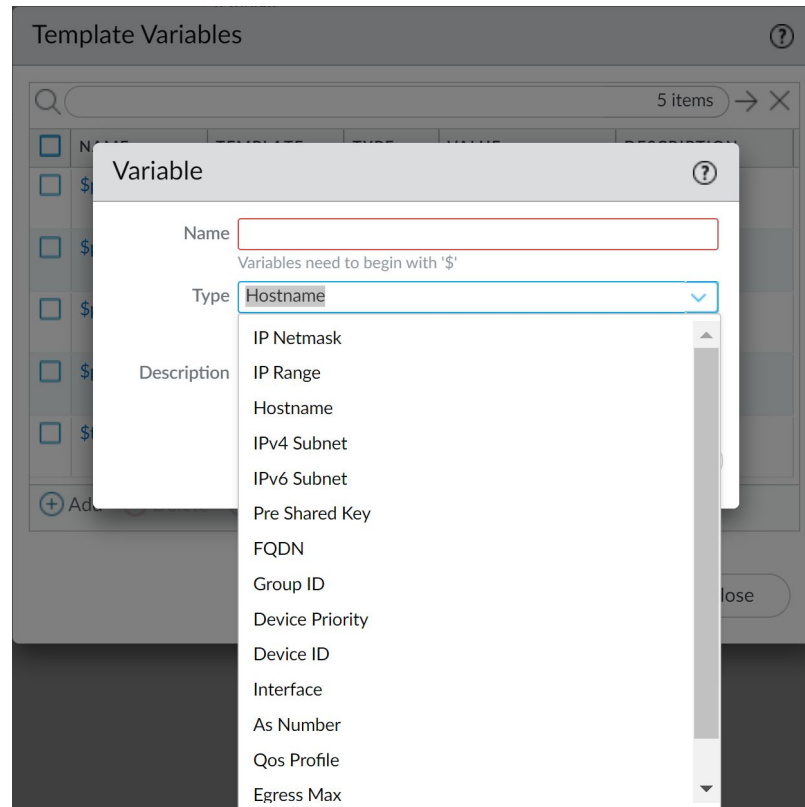 Template Variables
5 items
Variable
Name
Variables need to begin with '$'
Type Hostname
IP Netmask
Description IP Range
Hostname
IPv4 Subnet
IPv6 Subnet
Pre Shared Key
FQDN
Group ID
Device Priority
Device ID
Interface
As Number
Qos Profile
Egress Max